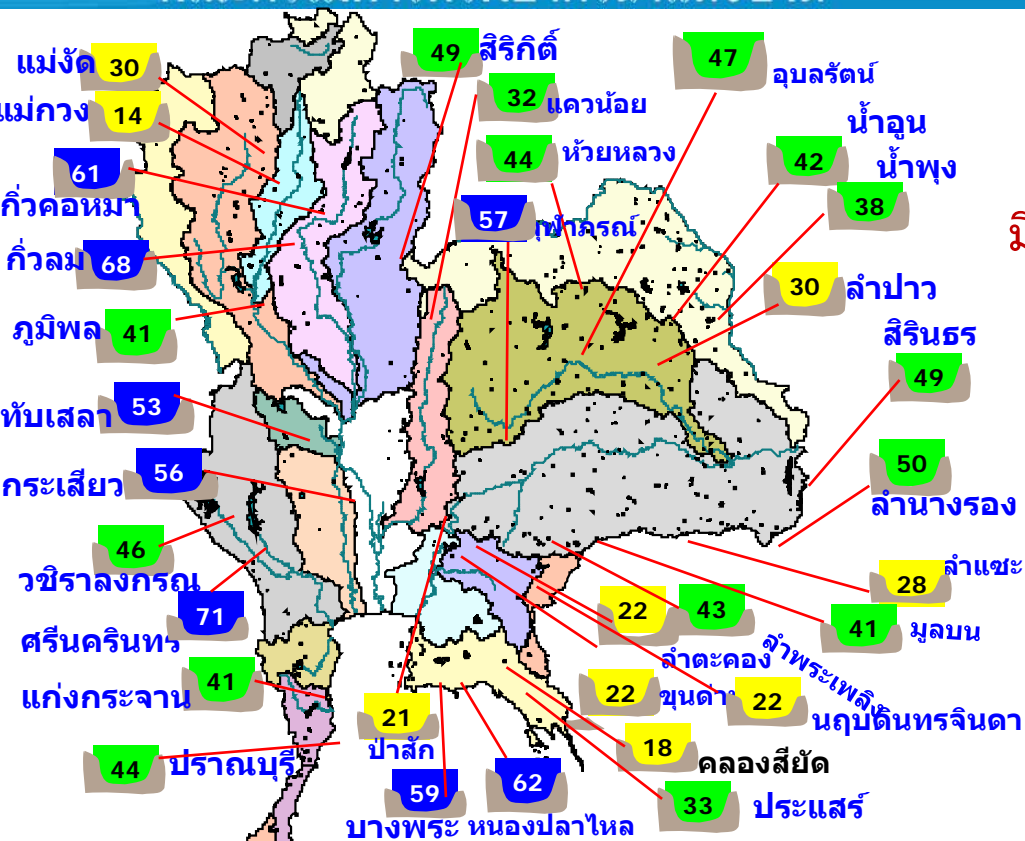 แม่งัด 30
แม่กวง 14
61
กิ่วคอหมา
กิ่วลม 68
ภูมิพล 41
ทับเสลา 53
กระเสียว 56
46
วชิราลงกรณ
71
ศรีนครินทร
แก่งกระจาน 41
44 ปราณบุรี
49 สิริกิติ์
32 แควน้อย
44 ห้วยหลวง
57
47 อุบลรัตน์
น้ำอูน
42 น้ำพุง
38
30 ลำปาว
สิรินธร
49
50
ลำนางรอง
28 ลำแซะ
41 มูลบน
43
22
ลำตะคอง
ลำพระเพลิง
22
22
นฤบดินทรจินดา
21
ป่าสัก
18 คลองสียัด
33 ประแสร์
59
บางพระ
62
หนองปลาไหล